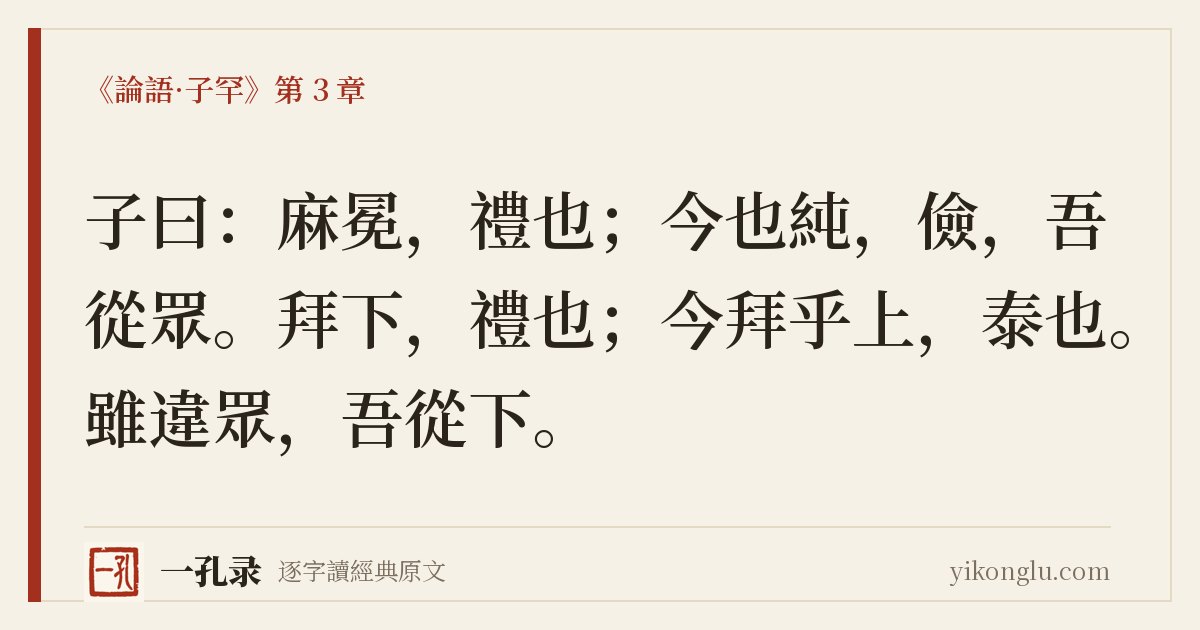 《論語·子罕》第 3 章
子曰：麻冕，禮也；今也純，儉，吾
從眾。拜下，禮也；今拜乎上，泰也。
雖違眾，吾從下。
一孔
一孔录 逐字讀經典原文
yikonglu.com